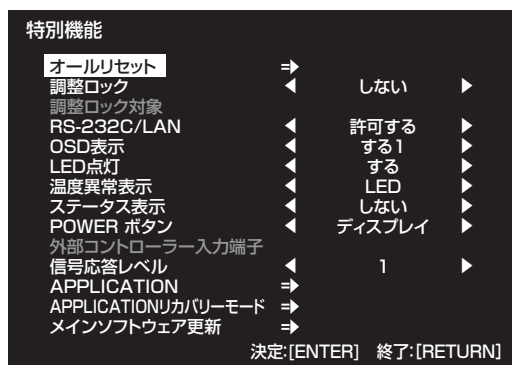 特別機能
オールリセット
調整ロック しない
調整ロック対象
RS-232C/LAN 許可する
OSD表示 する1
LED点灯 する
温度異常表示 LED
ステータス表示 しない
POWER ボタン ディスプレイ
外部コントローラー入力端子
信号応答レベル 1
APPLICATION
APPLICATIONリカバリーモード
メインソフトウェア更新
決定:[ENTER] 終了:[RETURN]